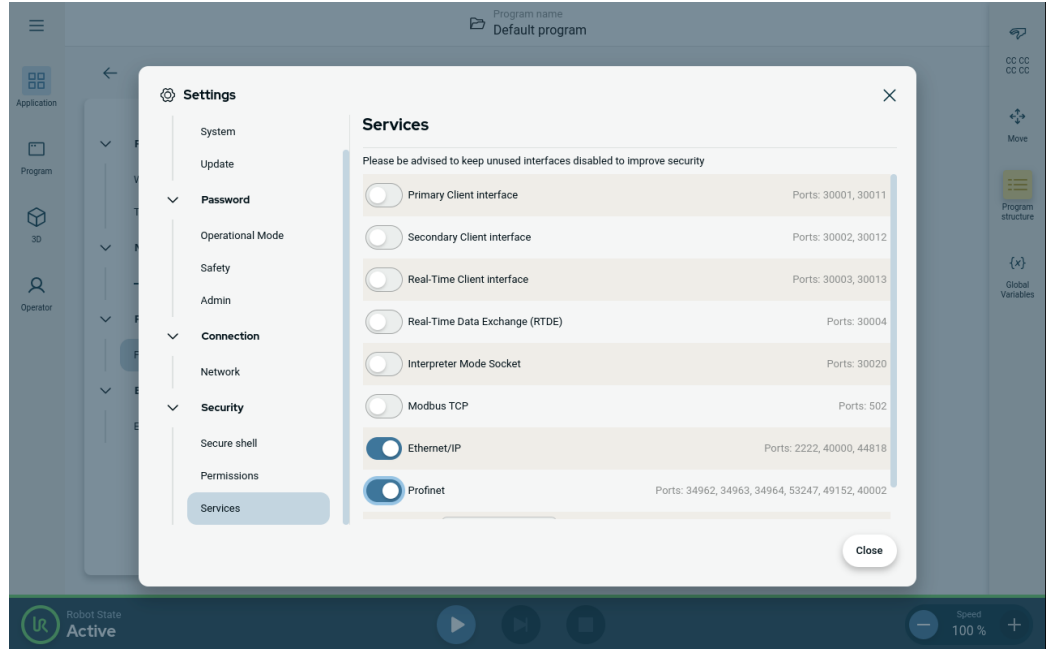 Program name
Default program
Application
Program
3D
Operator
CC CC
CC CC
Move
Program
structure
{x}
Global
Variables
Settings
System
Update
Password
Operational Mode
Safety
Admin
Connection
Network
Security
Secure shell
Permissions
Services
Services
Please be advised to keep unused interfaces disabled to improve security
Primary Client interface Ports: 30001, 30011
Secondary Client interface Ports: 30002, 30012
Real-Time Client interface Ports: 30003, 30013
Real-Time Data Exchange (RTDE) Ports: 30004
Interpreter Mode Socket Ports: 30020
Modbus TCP Ports: 502
Ethernet/IP Ports: 2222, 40000, 44818
Profinet Ports: 34962, 34963, 34964, 53247, 49152, 40002
Close
UR
Robot State
Active
Speed
100 %